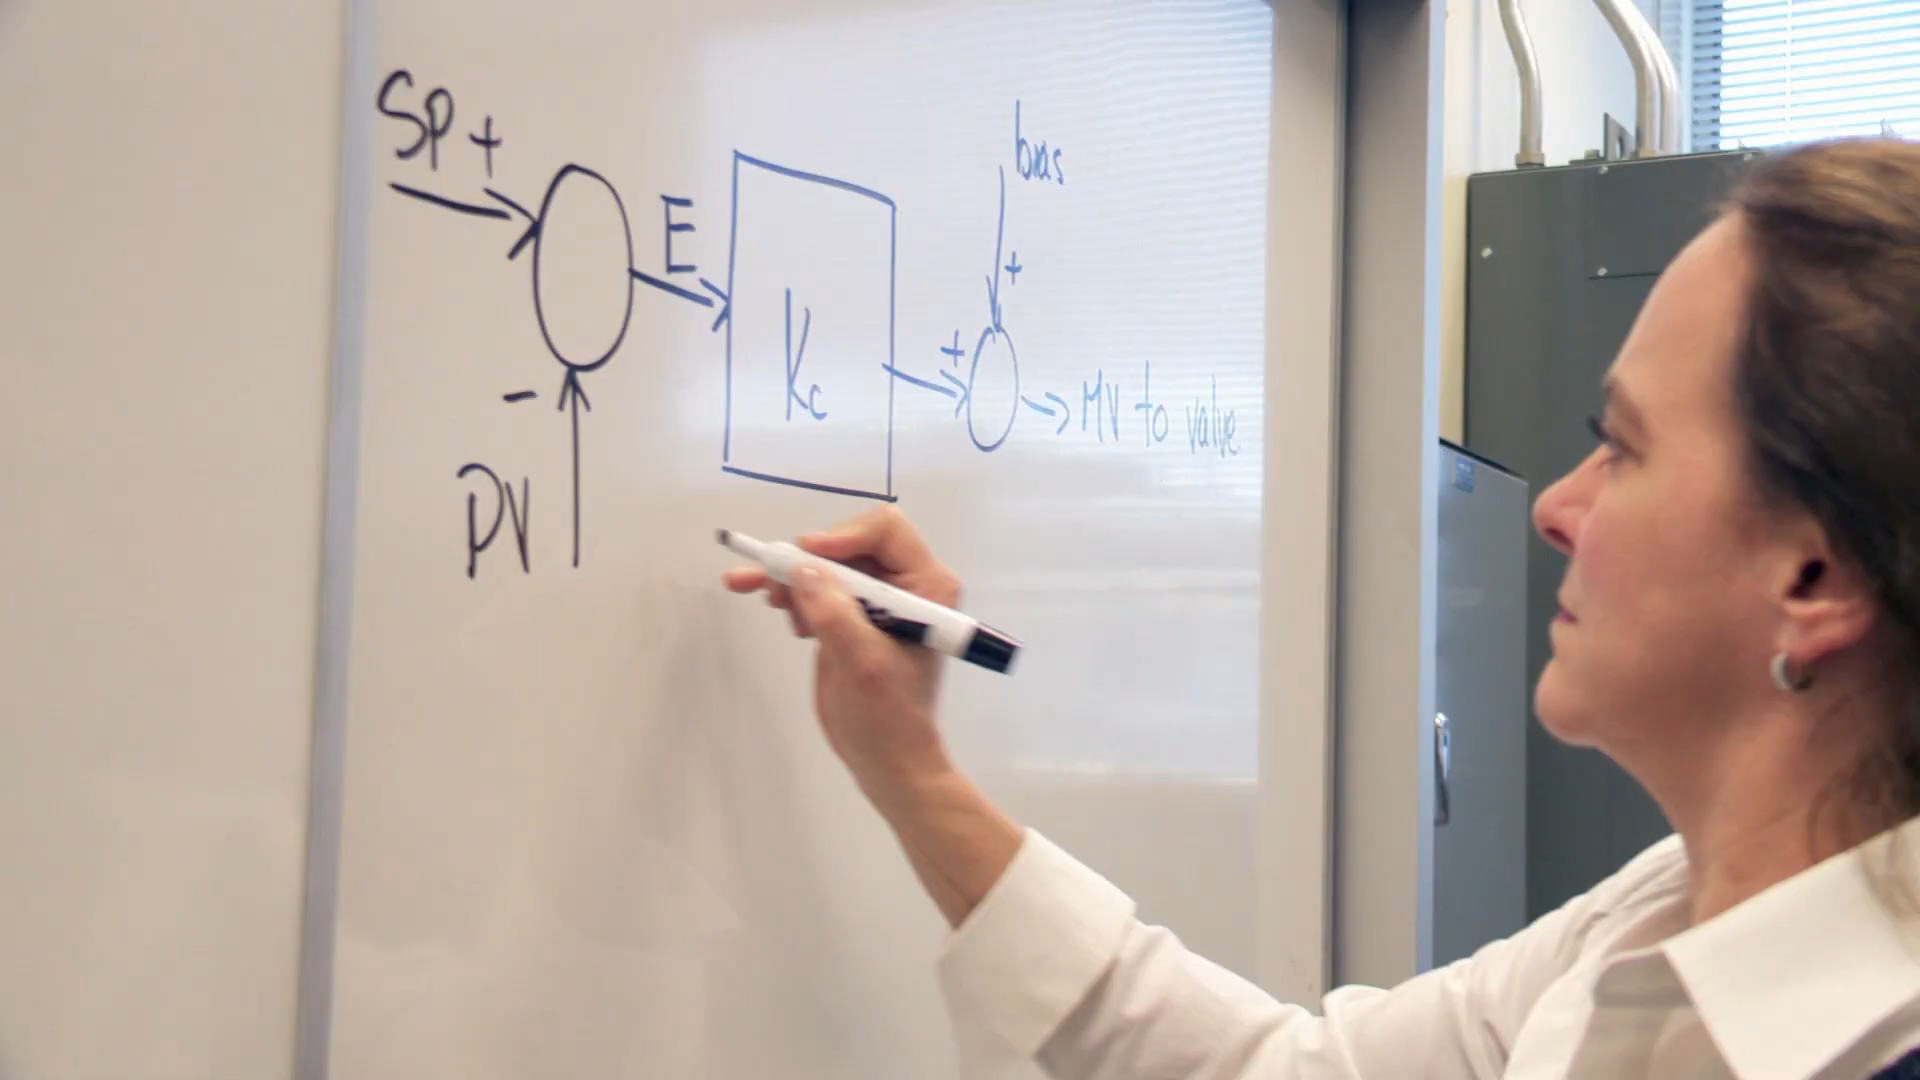 SP +
E
bias
+
Kc
+
MV to valve
-
PV